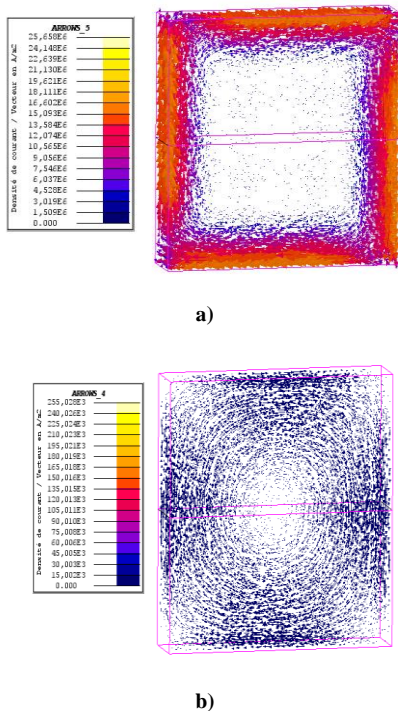 ARROWS_5
25,658E6
24,148E6
22,639E6
21,130E6
19,621E6
18,111E6
16,602E6
15,093E6
13,584E6
12,074E6
10,565E6
9,056E6
7,546E6
6,037E6
4,528E6
3,019E6
1,509E6
0.000
Densité de courant / Vecteur en A/m2
a)
ARROWS_4
255,028E3
240,026E3
225,024E3
210,023E3
195,021E3
180,019E3
165,018E3
150,016E3
135,015E3
120,013E3
105,011E3
90,010E3
75,008E3
60,006E3
45,005E3
30,003E3
15,002E3
0.000
Densité de courant / Vecteur en A/m2
b)